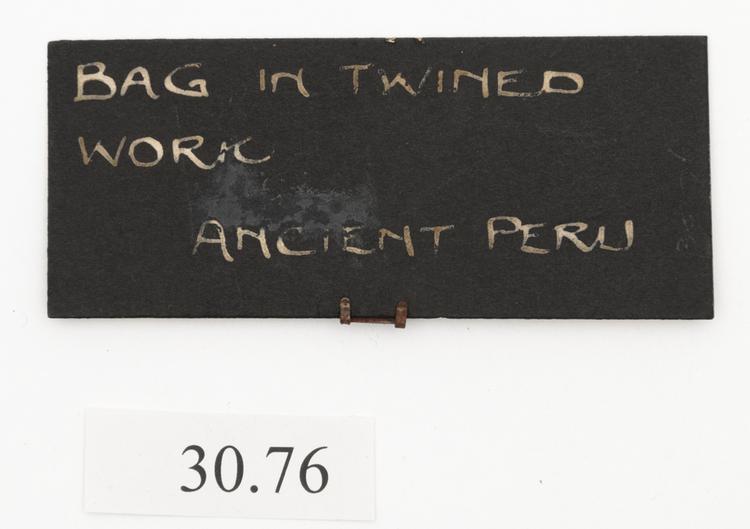 BAG IN TWINED
WORK
ANCIENT PERU
30.76